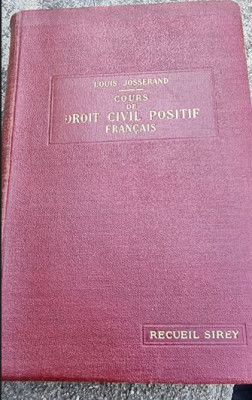 LOUIS JOSSERAND
COURS
DE
DROIT CIVIL POSITIF
FRANÇAIS
RECUEIL SIREY